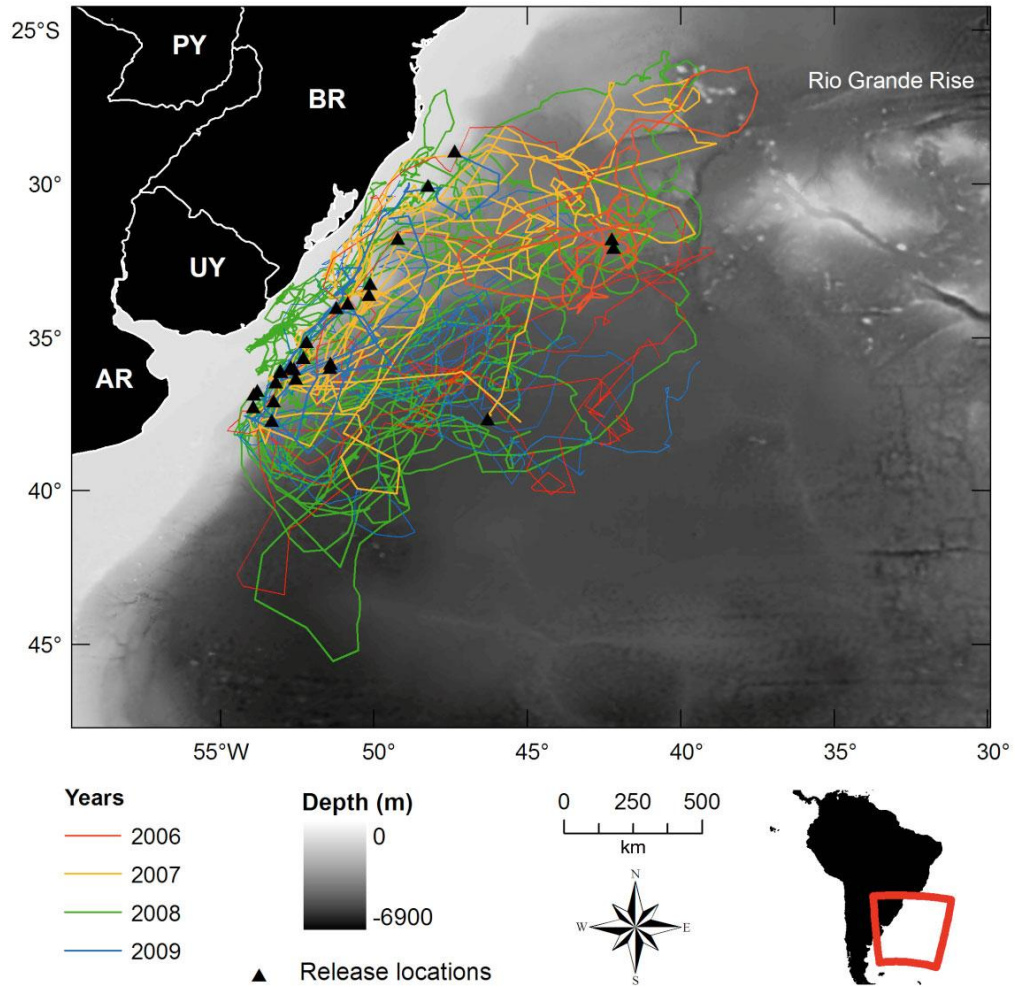 25°S
PY
BR
Rio Grande Rise
30°
UY
35°
AR
40°
45°
55°W 50° 45° 40° 35° 30°
Years
2006
2007
2008
2009
Depth (m)
0
-6900
Release locations
0 250 500
km
N
W E
S